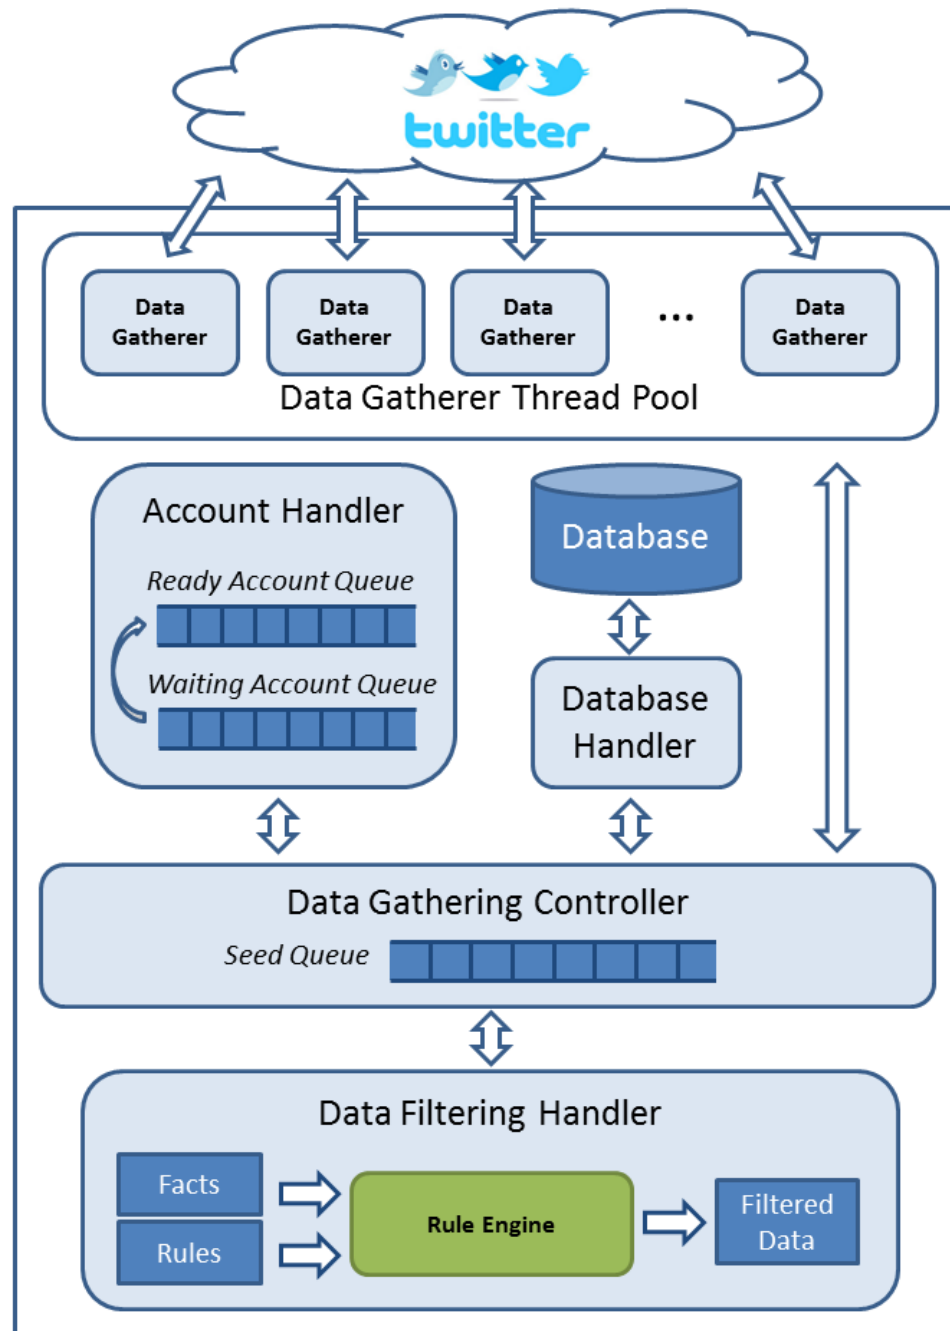 twitter
Data
Gatherer
Data
Gatherer
Data
Gatherer
...
Data
Gatherer
Data Gatherer Thread Pool
Account Handler
Ready Account Queue
Waiting Account Queue
Database
Database
Handler
Data Gathering Controller
Seed Queue
Data Filtering Handler
Facts
Rules
Rule Engine
Filtered
Data